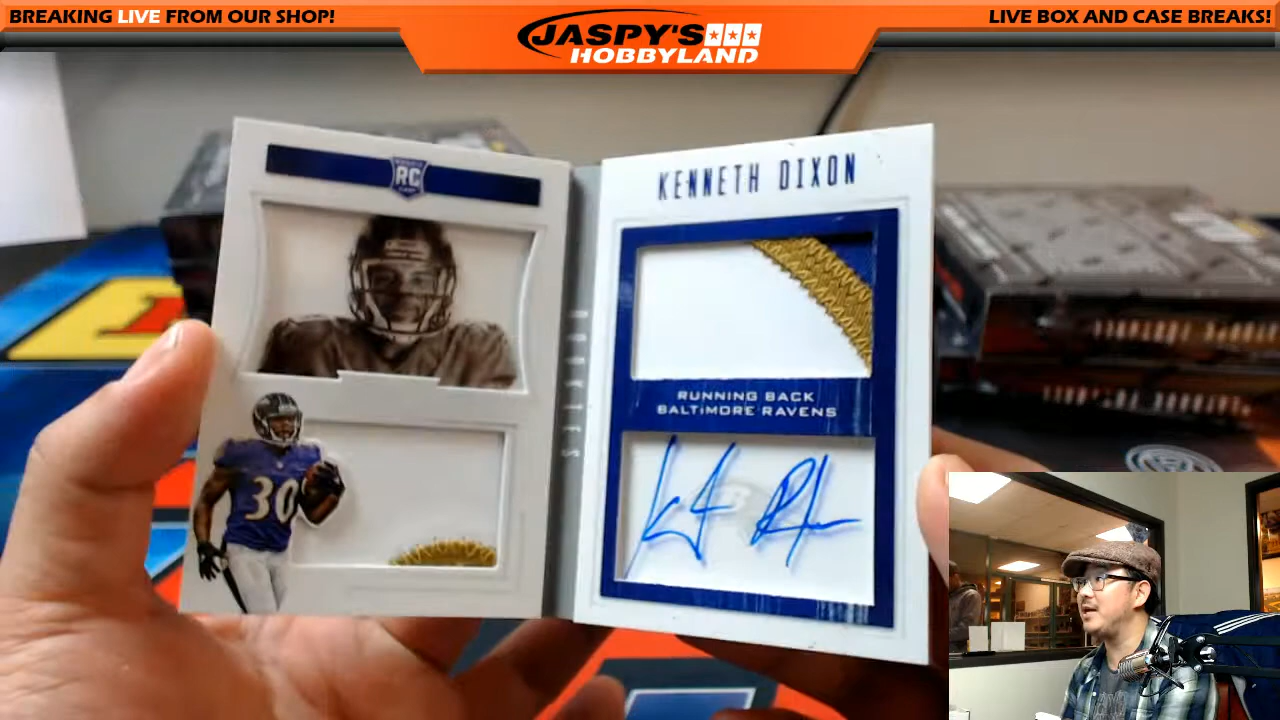 BREAKING LIVE FROM OUR SHOP!
JASPY'S
HOBBYLAND
LIVE BOX AND CASE BREAKS!
RC
30
KENNETH DIXON
RUNNING BACK
BALTIMORE RAVENS